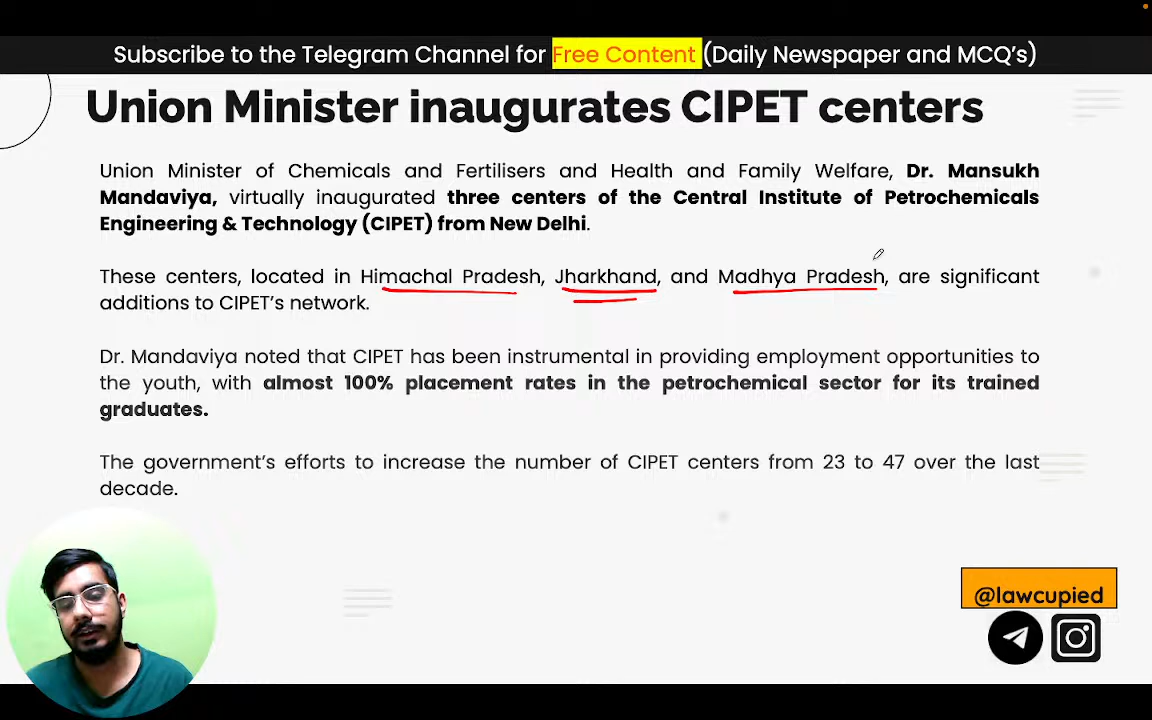 Subscribe to the Telegram Channel for Free Content (Daily Newspaper and MCQ's)
Union Minister inaugurates CIPET centers
Union Minister of Chemicals and Fertilisers and Health and Family Welfare, Dr. Mansukh
Mandaviya, virtually inaugurated three centers of the Central Institute of Petrochemicals
Engineering & Technology (CIPET) from New Delhi.
These centers, located in Himachal Pradesh, Jharkhand, and Madhya Pradesh, are significant
additions to CIPET's network.
Dr. Mandaviya noted that CIPET has been instrumental in providing employment opportunities to
the youth, with almost 100% placement rates in the petrochemical sector for its trained
graduates.
The government's efforts to increase the number of CIPET centers from 23 to 47 over the last
decade.
@lawcupied